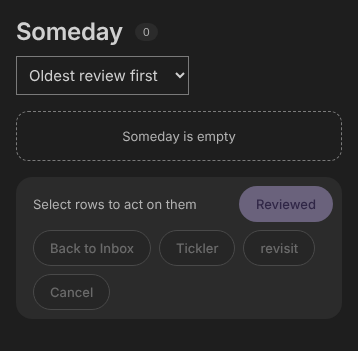 Someday 0
Oldest review first
Someday is empty
Select rows to act on them Reviewed
Back to Inbox Tickler revisit
Cancel